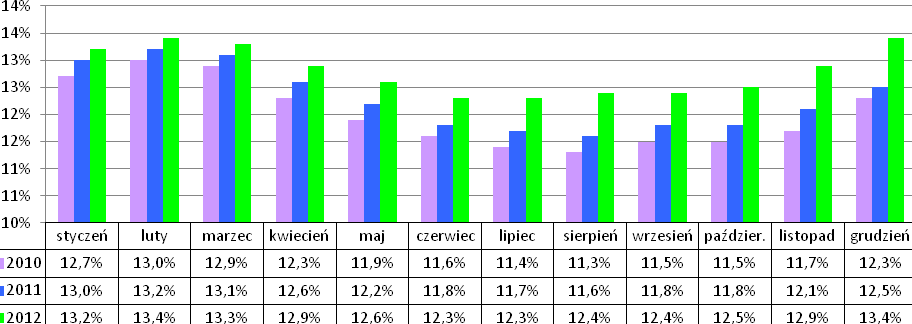 14%
14%
13%
13%
12%
12%
11%
11%
10%
styczeń luty marzec kwiecień maj czerwiec lipiec sierpień wrzesień paździer. listopad grudzień
2010 12,7% 13,0% 12,9% 12,3% 11,9% 11,6% 11,4% 11,3% 11,5% 11,5% 11,7% 12,3%
2011 13,0% 13,2% 13,1% 12,6% 12,2% 11,8% 11,7% 11,6% 11,8% 11,8% 12,1% 12,5%
2012 13,2% 13,4% 13,3% 12,9% 12,6% 12,3% 12,3% 12,4% 12,4% 12,5% 12,9% 13,4%